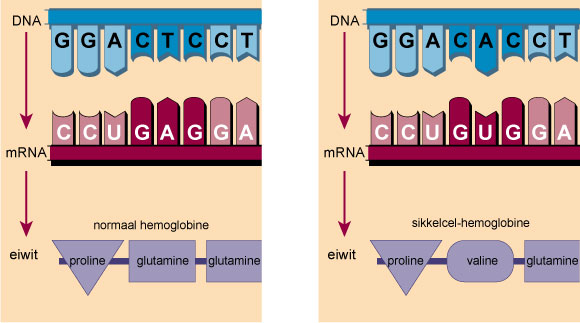 DNA
G G A C T C C T
mRNA
C C U G A G G A
normaal hemoglobine
eiwit
proline glutamine glutamine
DNA
G G A C A C C T
mRNA
C C U G U G G A
sikkelcel-hemoglobine
eiwit
proline valine glutamine